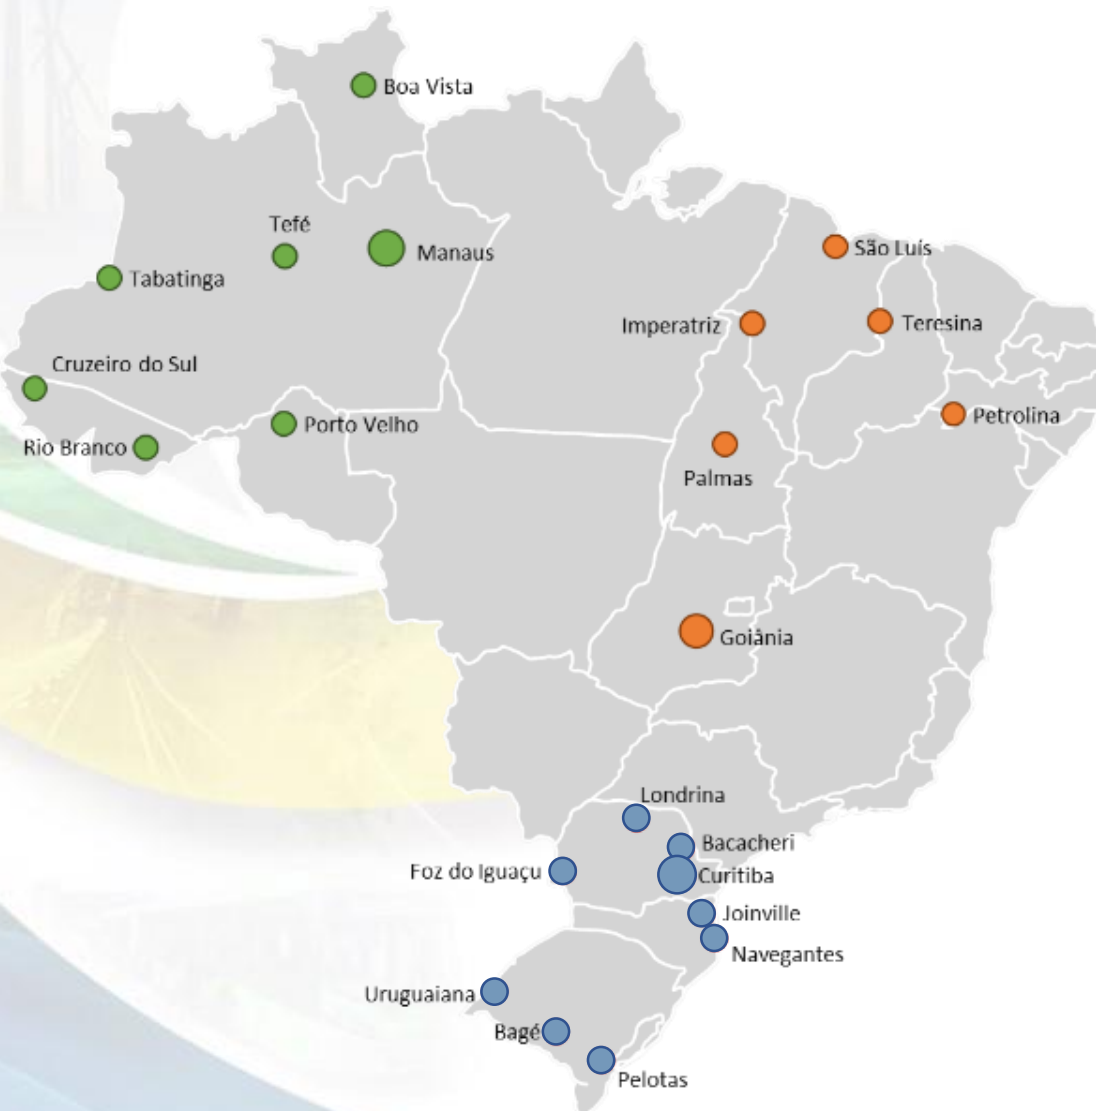 Boa Vista
Tefé
Manaus
São Luís
Tabatinga
Imperatriz
Teresina
Cruzeiro do Sul
Petrolina
Porto Velho
Rio Branco
Palmas
Goiânia
Londrina
Bacacheri
Foz do Iguaçu
Curitiba
Joinville
Navegantes
Uruguaiana
Bagé
Pelotas